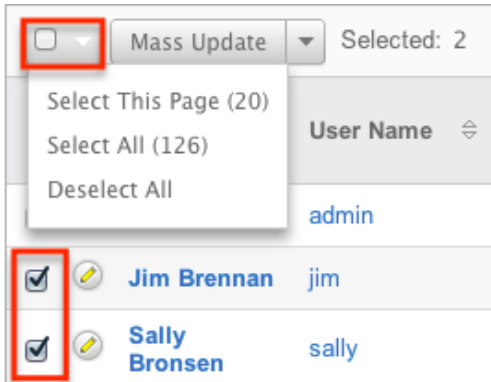 Mass Update Selected: 2
Select This Page (20)
Select All (126)
Deselect All
User Name
admin
Jim Brennan jim
Sally
Bronsen
sally